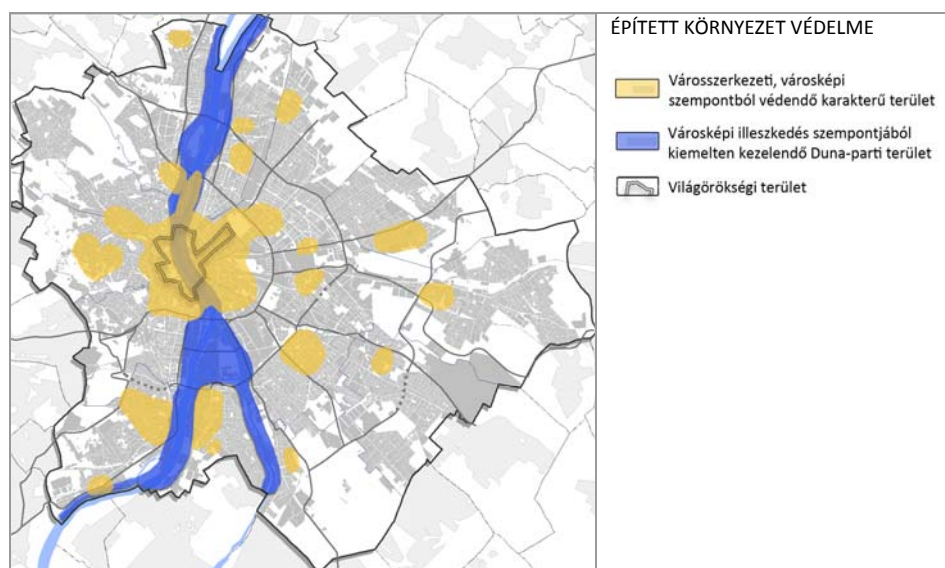 ÉPÍTETT KÖRNYEZET VÉDELME
Városszerkezeti, városképi
szempontból védendő karakterű terület
Városképi illeszkedés szempontjából
kiemelten kezelendő Duna-parti terület
Világörökségi terület